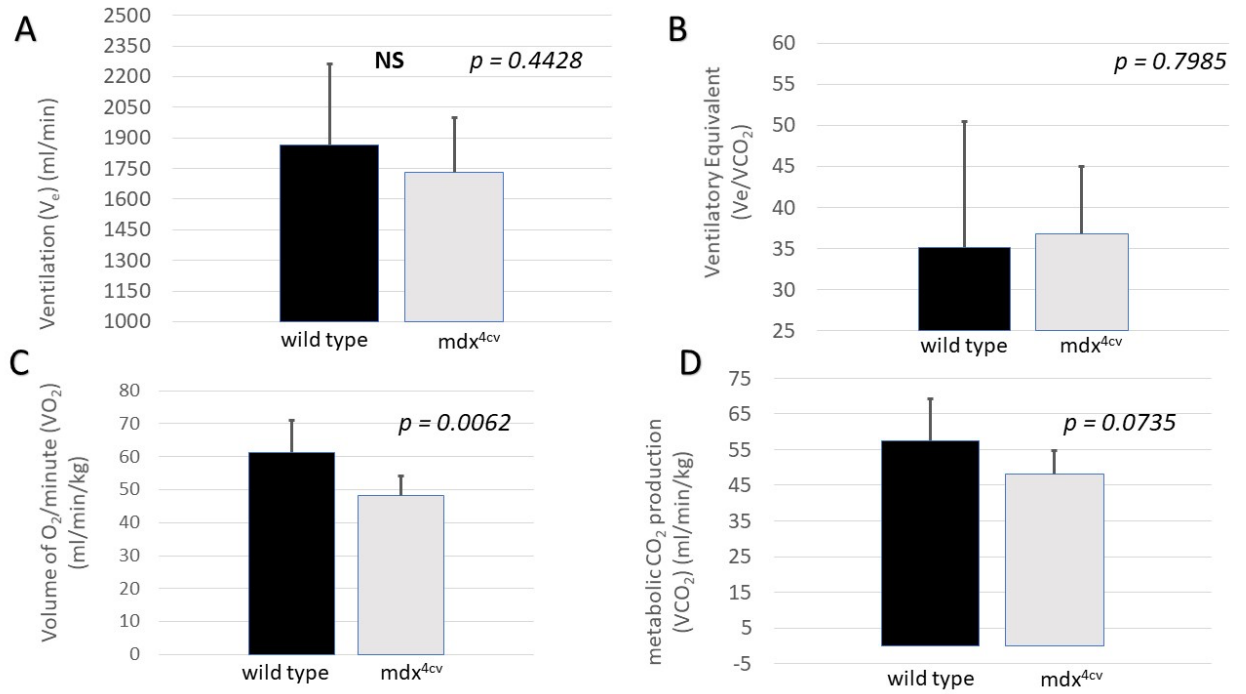 A
Ventilation (Vₑ) (ml/min)
2500
2350
2200
2050
1900
1750
1600
1450
1300
1150
1000
NS
p = 0.4428
wild type
mdx⁴ᶜᵛ
B
Ventilatory Equivalent
(Ve/VCO₂)
60
55
50
45
40
35
30
25
p = 0.7985
wild type
mdx⁴ᶜᵛ
C
Volume of O₂/minute (VO₂)
(ml/min/kg)
80
70
60
50
40
30
20
10
0
p = 0.0062
wild type
mdx⁴ᶜᵛ
D
metabolic CO₂ production
(VCO₂) (ml/min/kg)
75
65
55
45
35
25
15
5
-5
p = 0.0735
wild type
mdx⁴ᶜᵛ